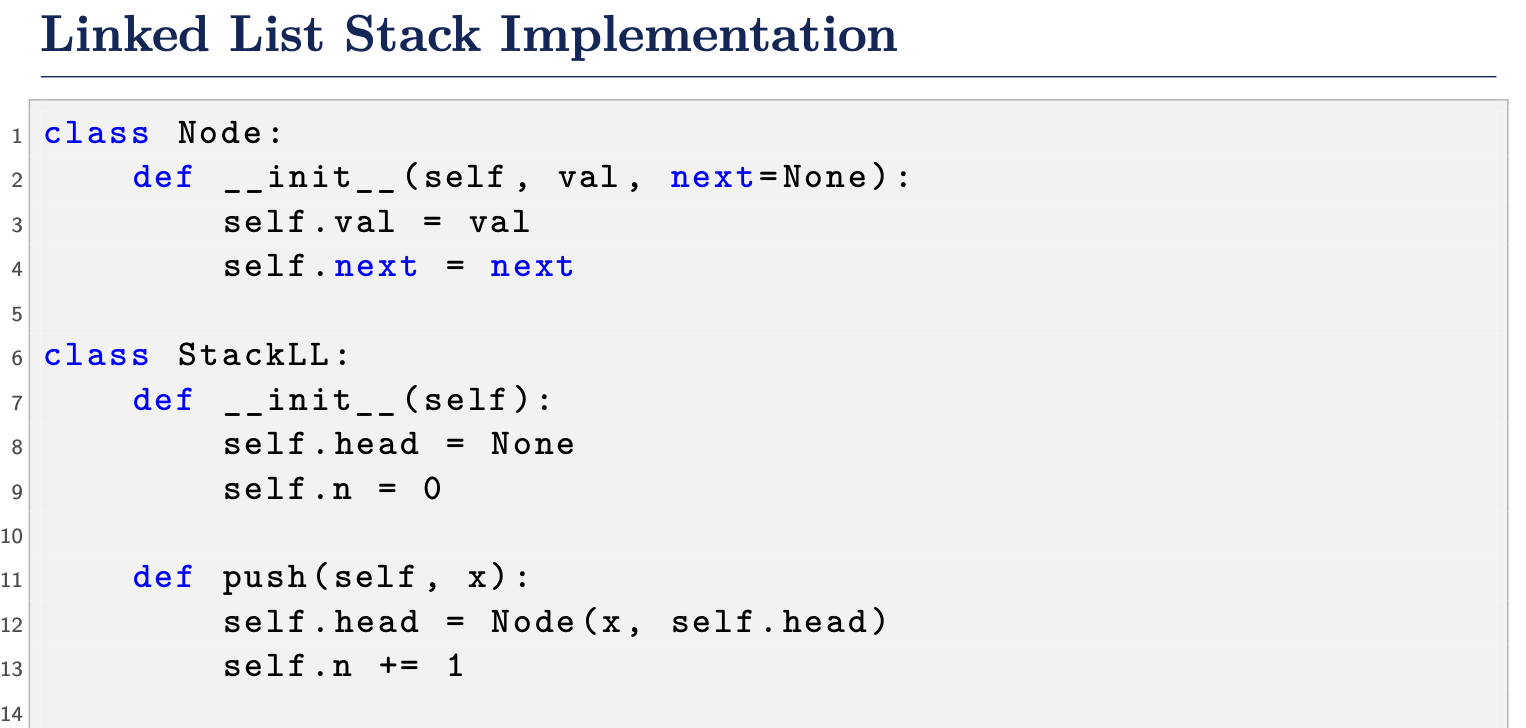 Linked List Stack Implementation
1 class Node:
2     def __init__(self, val, next=None):
3         self.val = val
4         self.next = next
5
6 class StackLL:
7     def __init__(self):
8         self.head = None
9         self.n = 0
10
11     def push(self, x):
12         self.head = Node(x, self.head)
13         self.n += 1
14